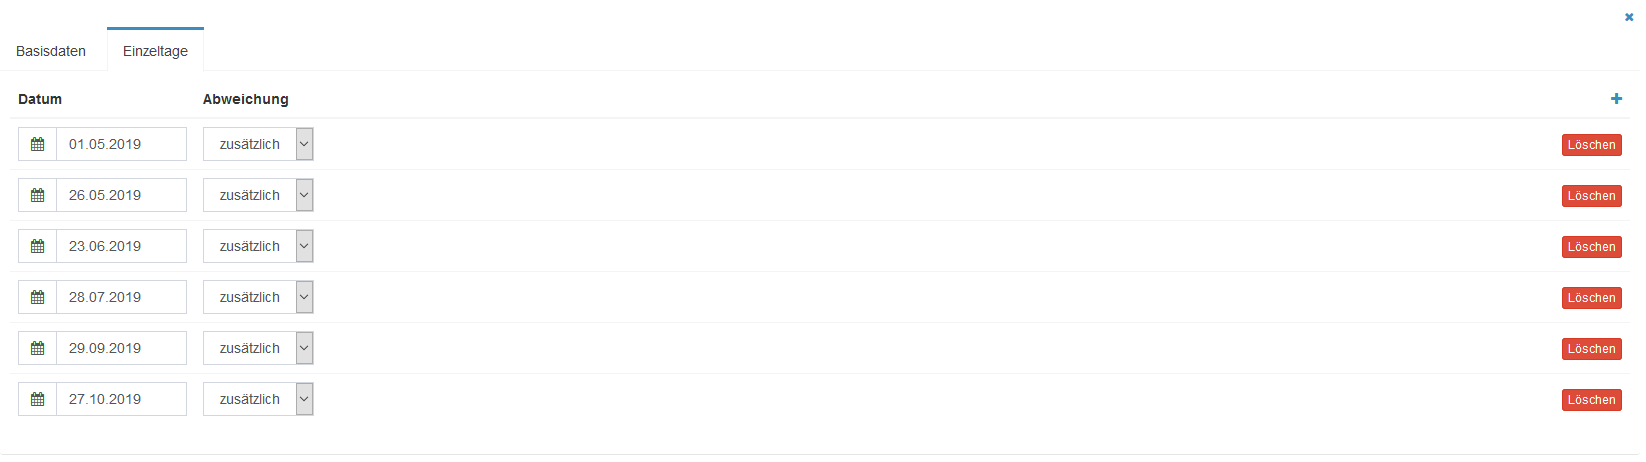 Basisdaten Einzeltage
Datum Abweichung
01.05.2019 zusätzlich Löschen
26.05.2019 zusätzlich Löschen
23.06.2019 zusätzlich Löschen
28.07.2019 zusätzlich Löschen
29.09.2019 zusätzlich Löschen
27.10.2019 zusätzlich Löschen